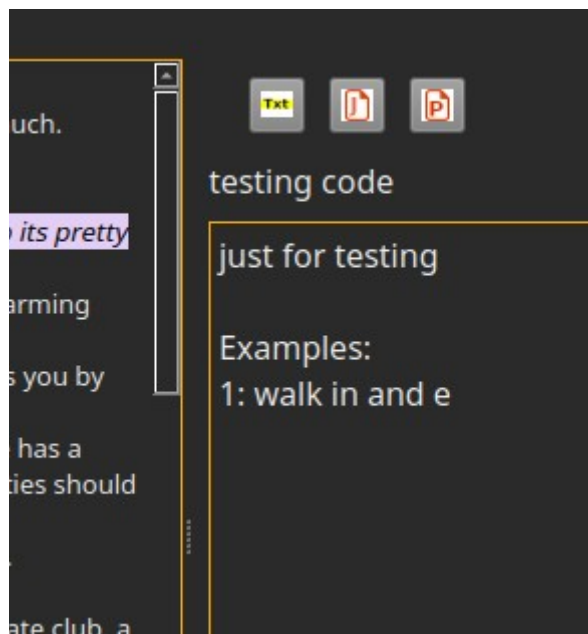 uch.
its pretty
arming
s you by
has a
ties should
ate club, a
Txt
J
P
testing code
just for testing
Examples:
1: walk in and e